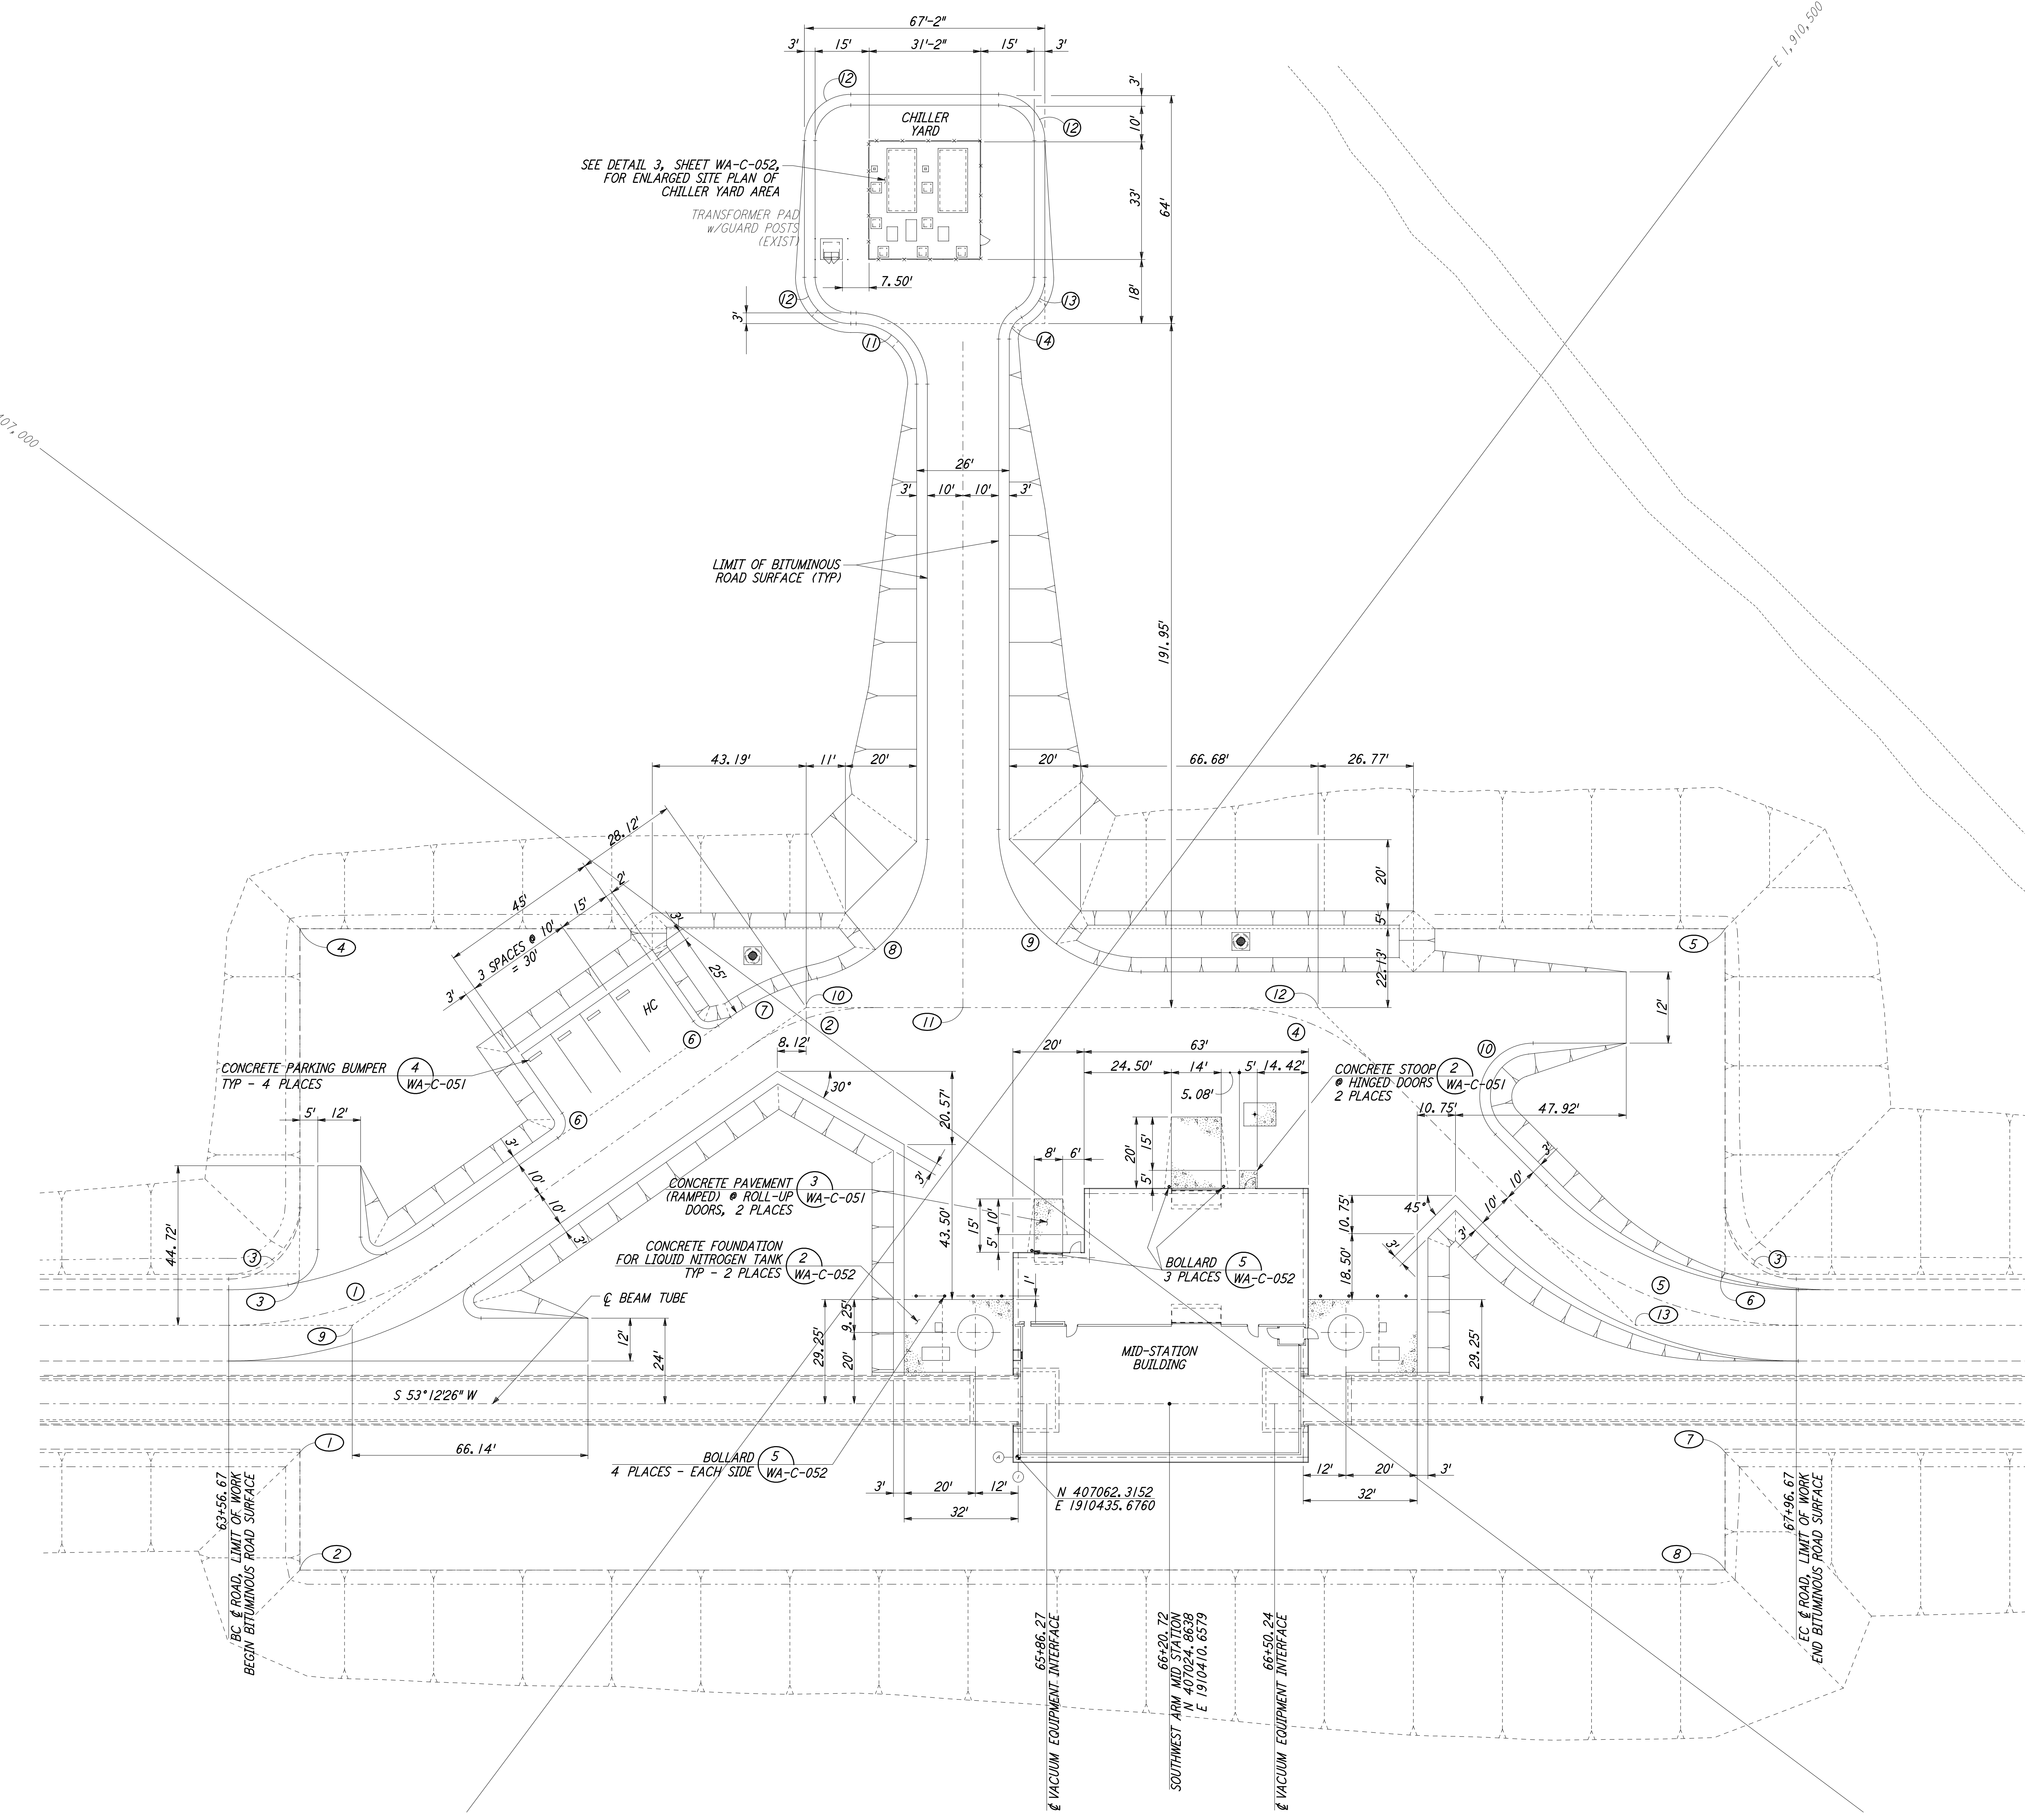 67'-2"
3' 15' 31'-2" 15' 3'
E 1,910,500
12
3'
CHILLER
YARD
10'
12
SEE DETAIL 3, SHEET WA-C-052,
FOR ENLARGED SITE PLAN OF
CHILLER YARD AREA
33'
64'
TRANSFORMER PAD
w/GUARD POSTS
(EXIST)
7.50'
18'
12
13
3'
11
14
07,000
26'
3' 10' 10' 3'
LIMIT OF BITUMINOUS
ROAD SURFACE (TYP)
191.95'
43.19' 11' 20' 20' 66.68' 26.77'
28.12'
45'
2'
15'
3'
3 SPACES @ 10'
= 30'
3'
25'
HC
20'
5'
22.13'
4
8
9
5
10
7
2
11
12
4
6
12'
10
8.12'
20' 63'
24.50' 14' 5' 14.42'
5.08'
CONCRETE PARKING BUMPER
TYP - 4 PLACES
4
WA-C-051
CONCRETE STOOP
@ HINGED DOORS
2 PLACES
2
WA-C-051
30°
20.57'
10.75' 47.92'
5' 12'
6
3'
10'
10'
3'
20'
15'
5'
8' 6'
3'
10'
10'
3'
44.72'
CONCRETE PAVEMENT
(RAMPED) @ ROLL-UP
DOORS, 2 PLACES
3
WA-C-051
3'
43.50'
15'
10'
5'
45°
10.75'
18.50'
3'
CONCRETE FOUNDATION
FOR LIQUID NITROGEN TANK
TYP - 2 PLACES
2
WA-C-052
BOLLARD
3 PLACES
5
WA-C-052
3
3
1
9
3
5
6
13
℄ BEAM TUBE
1'
9.25'
29.25'
20'
12'
24'
29.25'
MID-STATION
BUILDING
S 53°12'26" W
66.14'
1
7
BOLLARD
4 PLACES - EACH SIDE
5
WA-C-052
A
1
3' 20' 12'
32'
12' 20' 3'
32'
N 407062.3152
E 1910435.6760
2
8
63+56.67
BC ℄ ROAD, LIMIT OF WORK
BEGIN BITUMINOUS ROAD SURFACE
65+86.27
℄ VACUUM EQUIPMENT INTERFACE
66+20.72
SOUTHWEST ARM MID STATION
N 407024.8638
E 1910410.6579
66+50.24
℄ VACUUM EQUIPMENT INTERFACE
67+96.67
EC ℄ ROAD, LIMIT OF WORK
END BITUMINOUS ROAD SURFACE